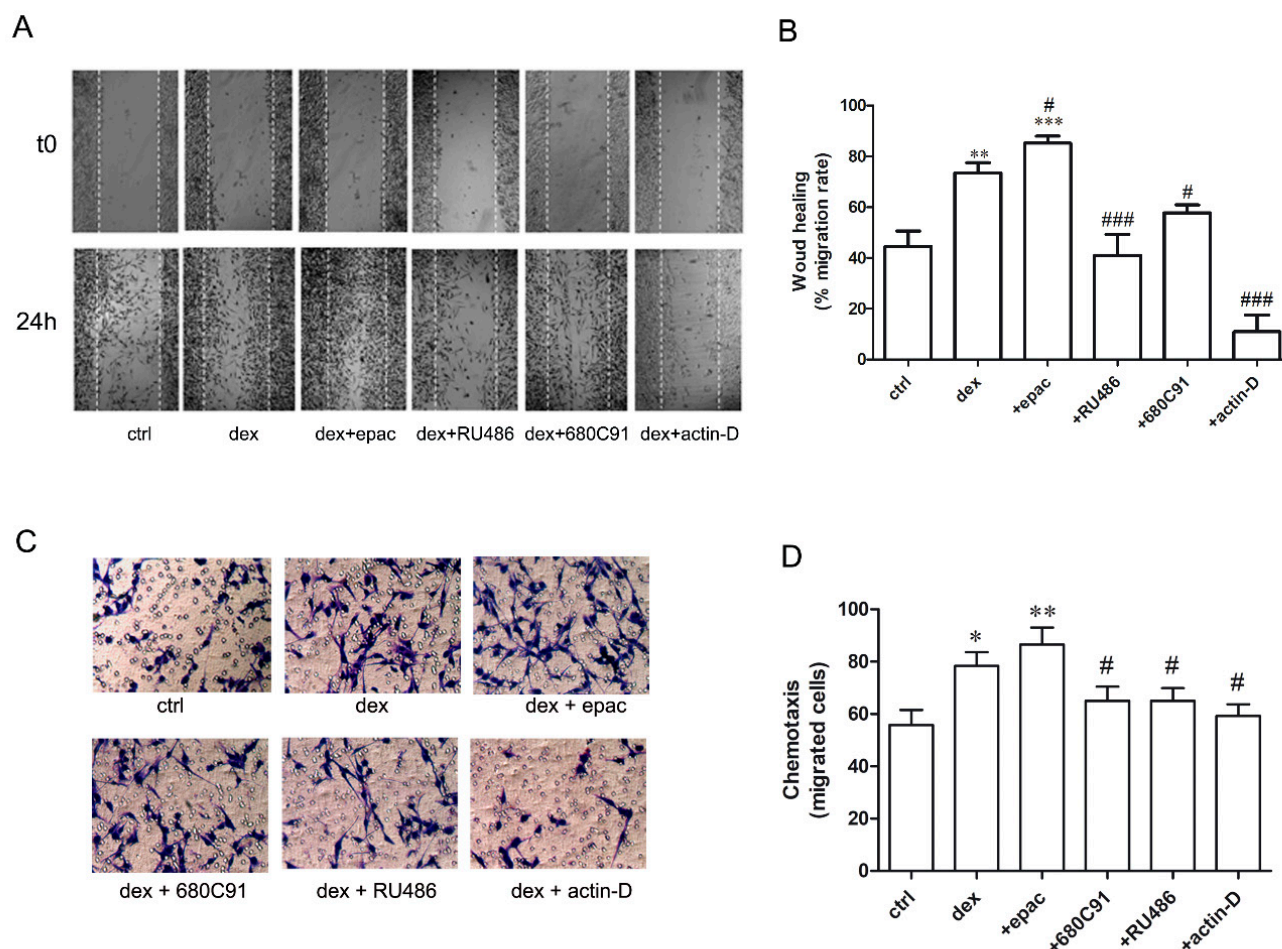 A
t0
24h
ctrl
dex
dex+epac
dex+RU486
dex+680C91
dex+actin-D
B
Woud healing
(% migration rate)
100
80
60
40
20
0
**
#
***
###
#
###
ctrl
dex
+epac
+RU486
+680C91
+actin-D
C
ctrl
dex
dex + epac
dex + 680C91
dex + RU486
dex + actin-D
D
Chemotaxis
(migrated cells)
100
80
60
40
20
0
*
**
#
#
#
ctrl
dex
+epac
+680C91
+RU486
+actin-D